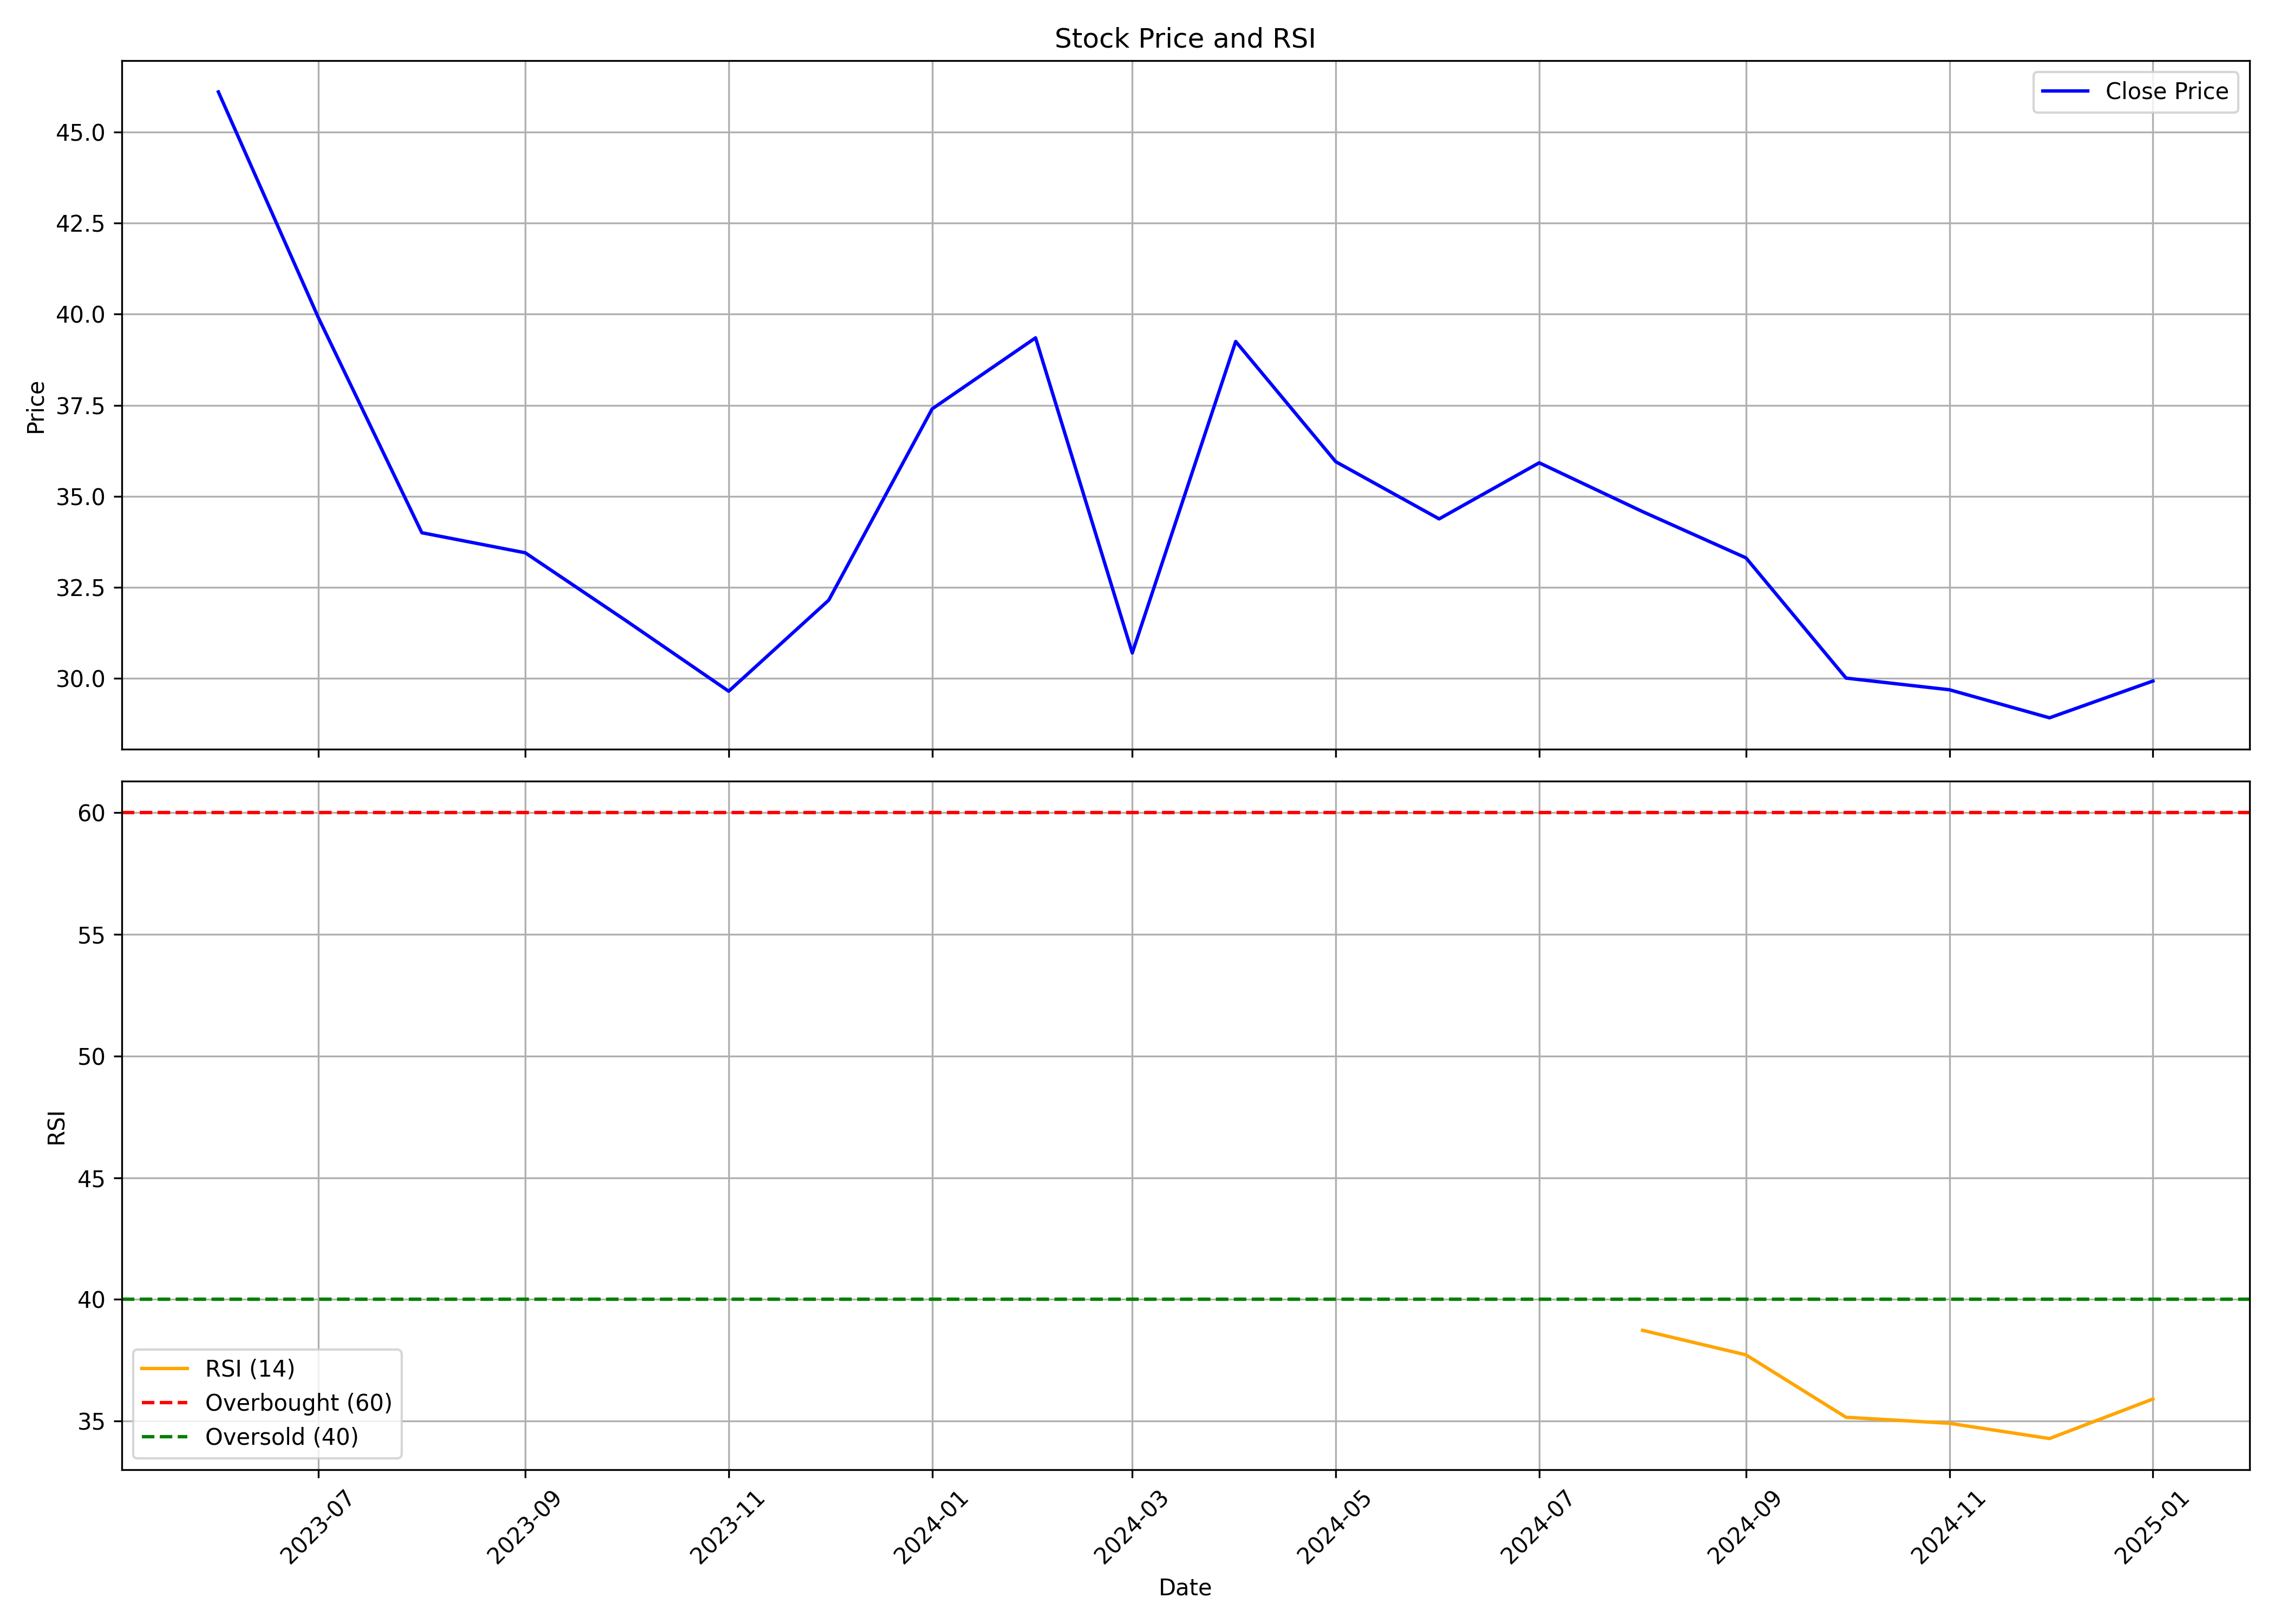 Stock Price and RSI
Close Price
Price
45.0
42.5
40.0
37.5
35.0
32.5
30.0
RSI
60
55
50
45
40
35
RSI (14)
Overbought (60)
Oversold (40)
2023-07
2023-09
2023-11
2024-01
2024-03
2024-05
2024-07
2024-09
2024-11
2025-01
Date